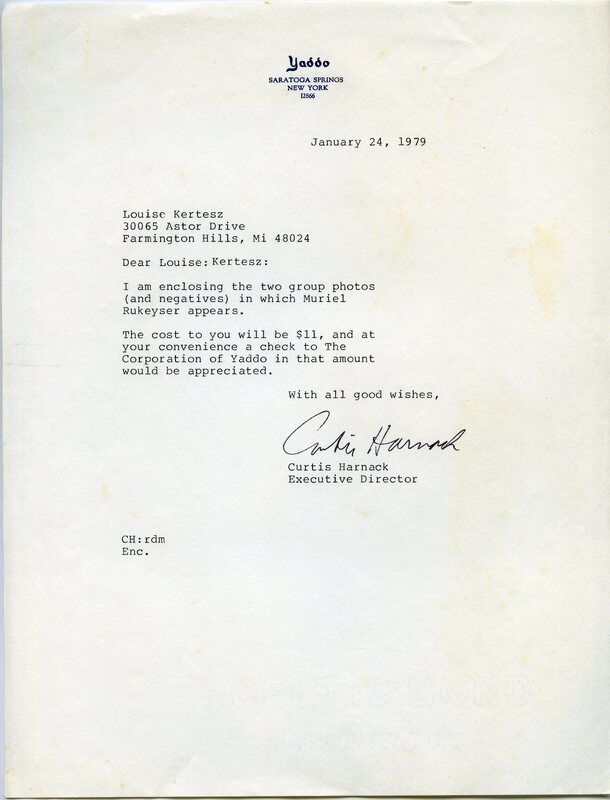 Yaddo
SARATOGA SPRINGS
NEW YORK
12866
January 24, 1979
Louise Kertesz
30065 Astor Drive
Farmington Hills, Mi 48024
Dear Louise: Kertesz:
I am enclosing the two group photos
(and negatives) in which Muriel
Rukeyser appears.
The cost to you will be $11, and at
your convenience a check to The
Corporation of Yaddo in that amount
would be appreciated.
With all good wishes,
Curtis Harnack
Curtis Harnack
Executive Director
CH:rdm
Enc.